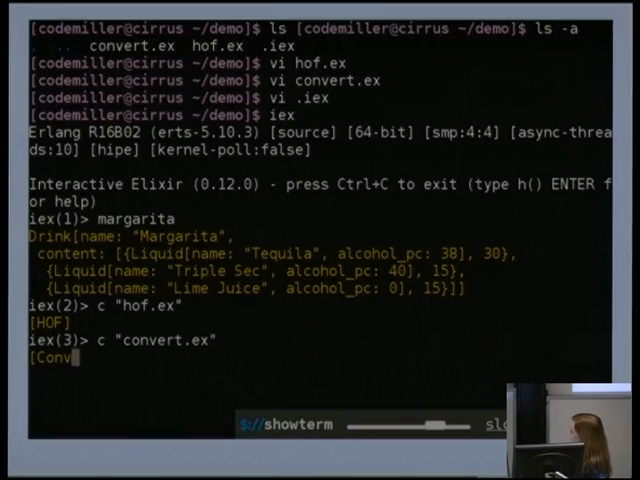 [codemiller@cirrus ~/demo]$ ls [codemiller@cirrus ~/demo]$ ls -a
. .. convert.ex hof.ex .iex
[codemiller@cirrus ~/demo]$ vi hof.ex
[codemiller@cirrus ~/demo]$ vi convert.ex
[codemiller@cirrus ~/demo]$ vi .iex
[codemiller@cirrus ~/demo]$ iex
Erlang R16B02 (erts-5.10.3) [source] [64-bit] [smp:4:4] [async-threa
ds:10] [hipe] [kernel-poll:false]
Interactive Elixir (0.12.0) - press Ctrl+C to exit (type h() ENTER f
or help)
iex(1)> margarita
Drink[name: "Margarita",
content: [{Liquid[name: "Tequila", alcohol_pc: 38], 30},
{Liquid[name: "Triple Sec", alcohol_pc: 40], 15},
{Liquid[name: "Lime Juice", alcohol_pc: 0], 15}]]
iex(2)> c "hof.ex"
[HOF]
iex(3)> c "convert.ex"
[Conv
$://showterm slo